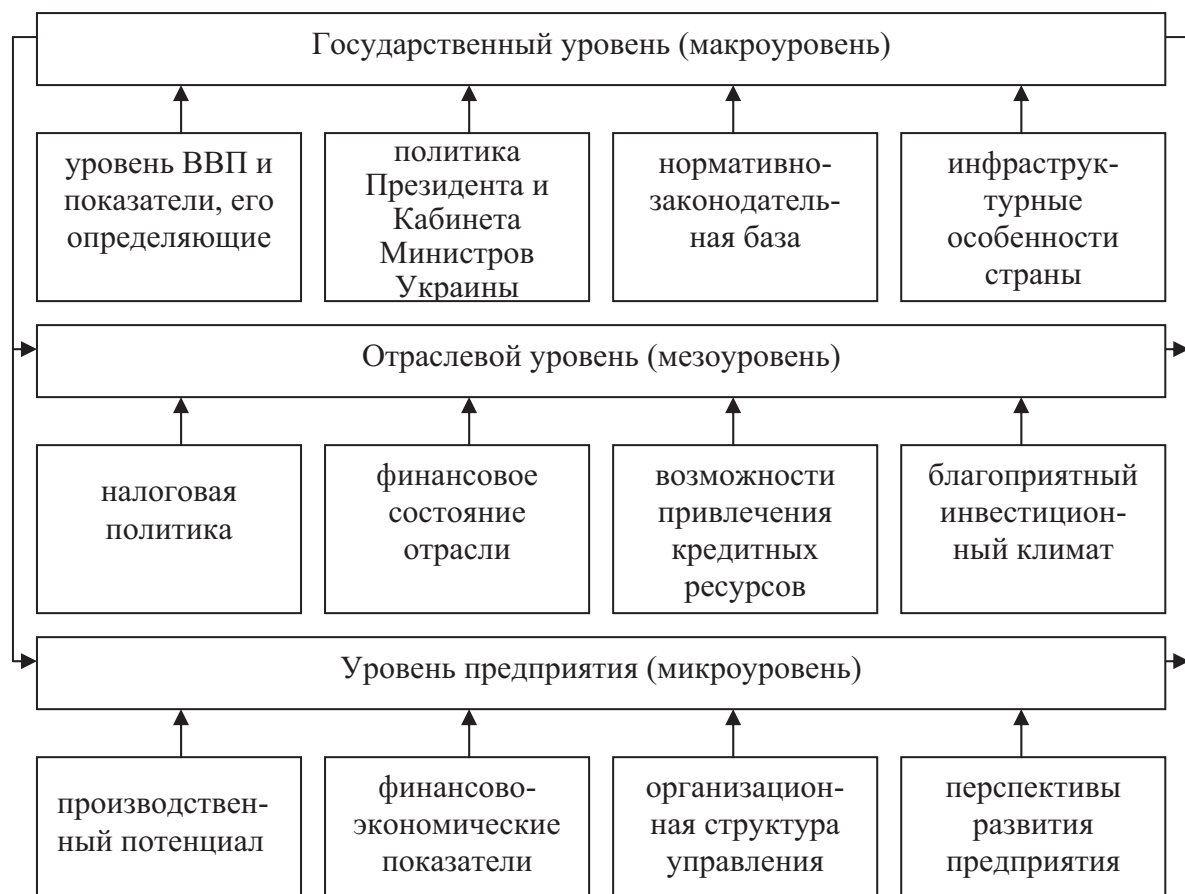 Государственный уровень (макроуровень)
уровень ВВП и
показатели, его
определяющие
политика
Президента и
Кабинета
Министров
Украины
нормативно-
законодатель-
ная база
инфраструк-
турные
особенности
страны
Отраслевой уровень (мезоуровень)
налоговая
политика
финансовое
состояние
отрасли
возможности
привлечения
кредитных
ресурсов
благоприятный
инвестицион-
ный климат
Уровень предприятия (микроуровень)
производствен-
ный потенциал
финансово-
экономические
показатели
организацион-
ная структура
управления
перспективы
развития
предприятия